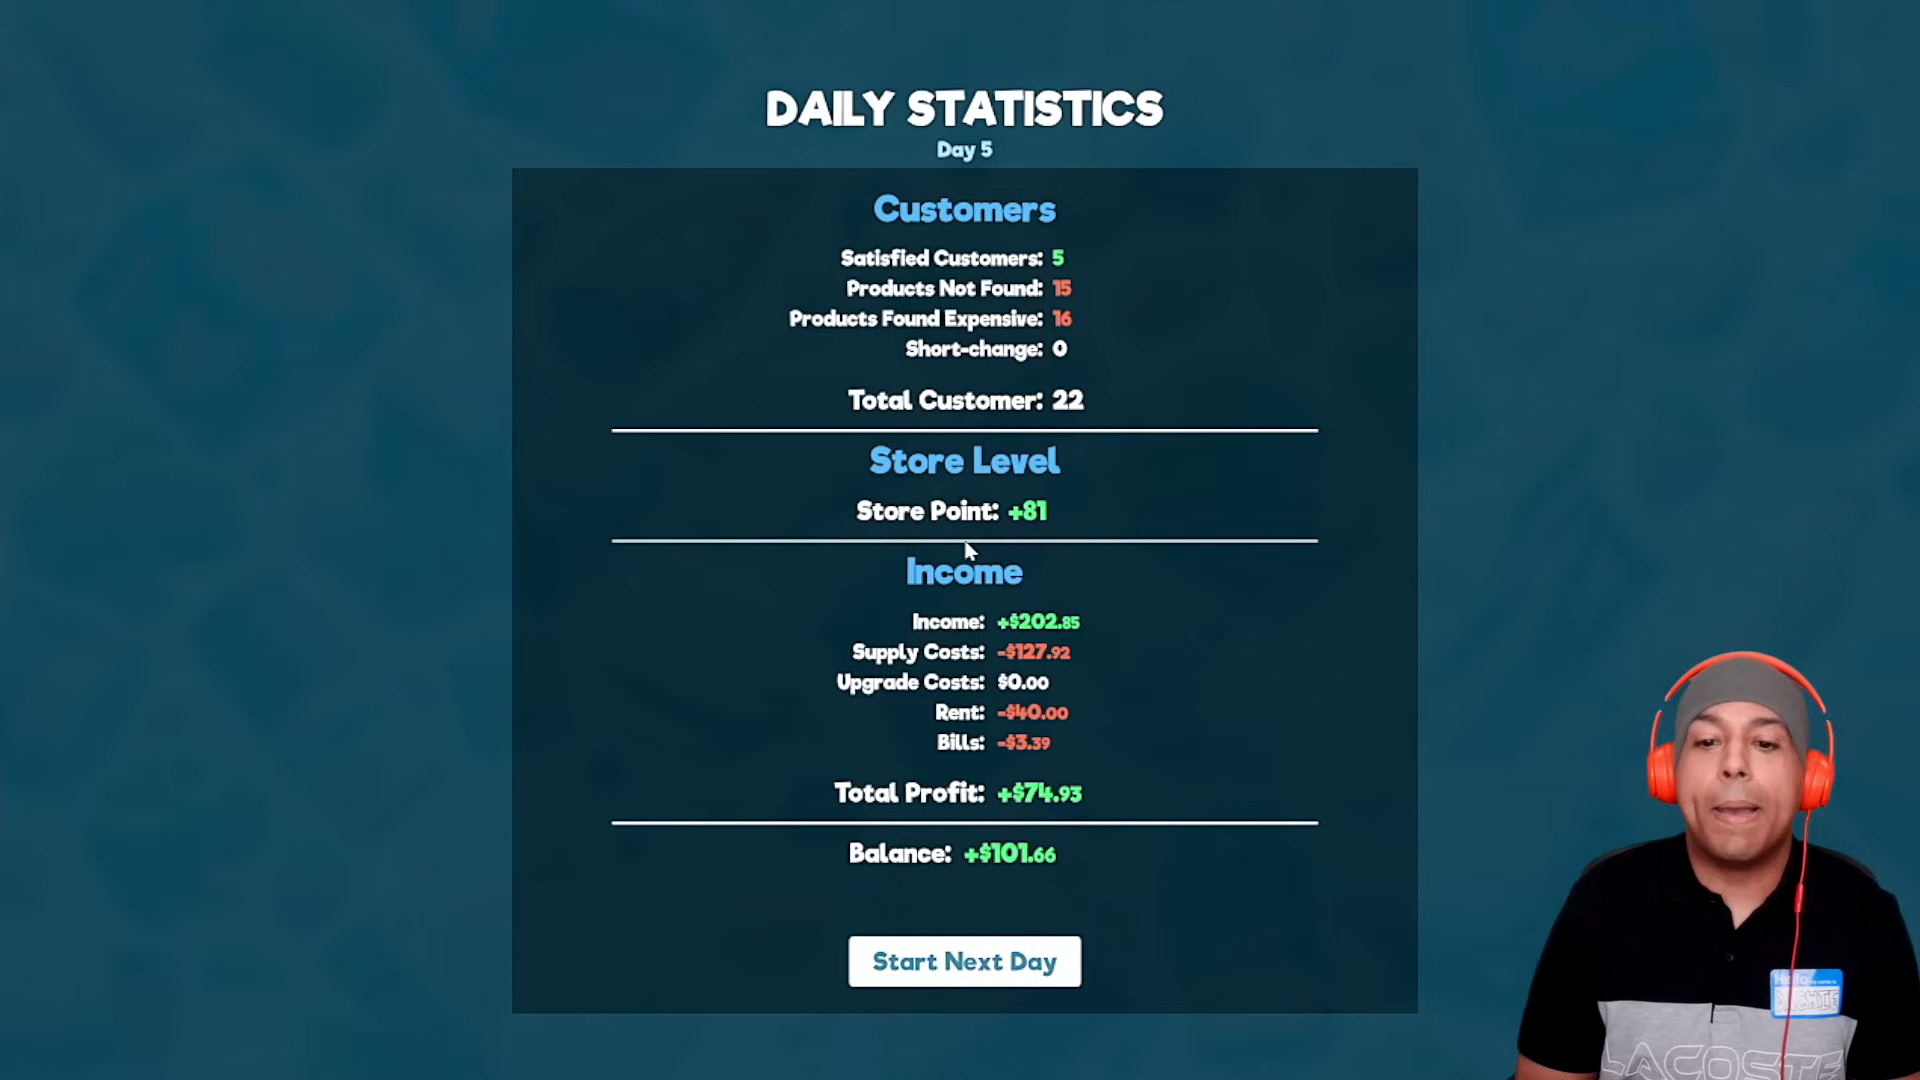 DAILY STATISTICS
Day 5
Customers
Satisfied Customers: 5
Products Not Found: 15
Products Found Expensive: 16
Short-change: 0
Total Customer: 22
Store Level
Store Point: +81
Income
Income: +$202.85
Supply Costs: -$127.92
Upgrade Costs: $0.00
Rent: -$40.00
Bills: -$3.39
Total Profit: +$74.93
Balance: +$101.66
Start Next Day
Hello
LACOSTE